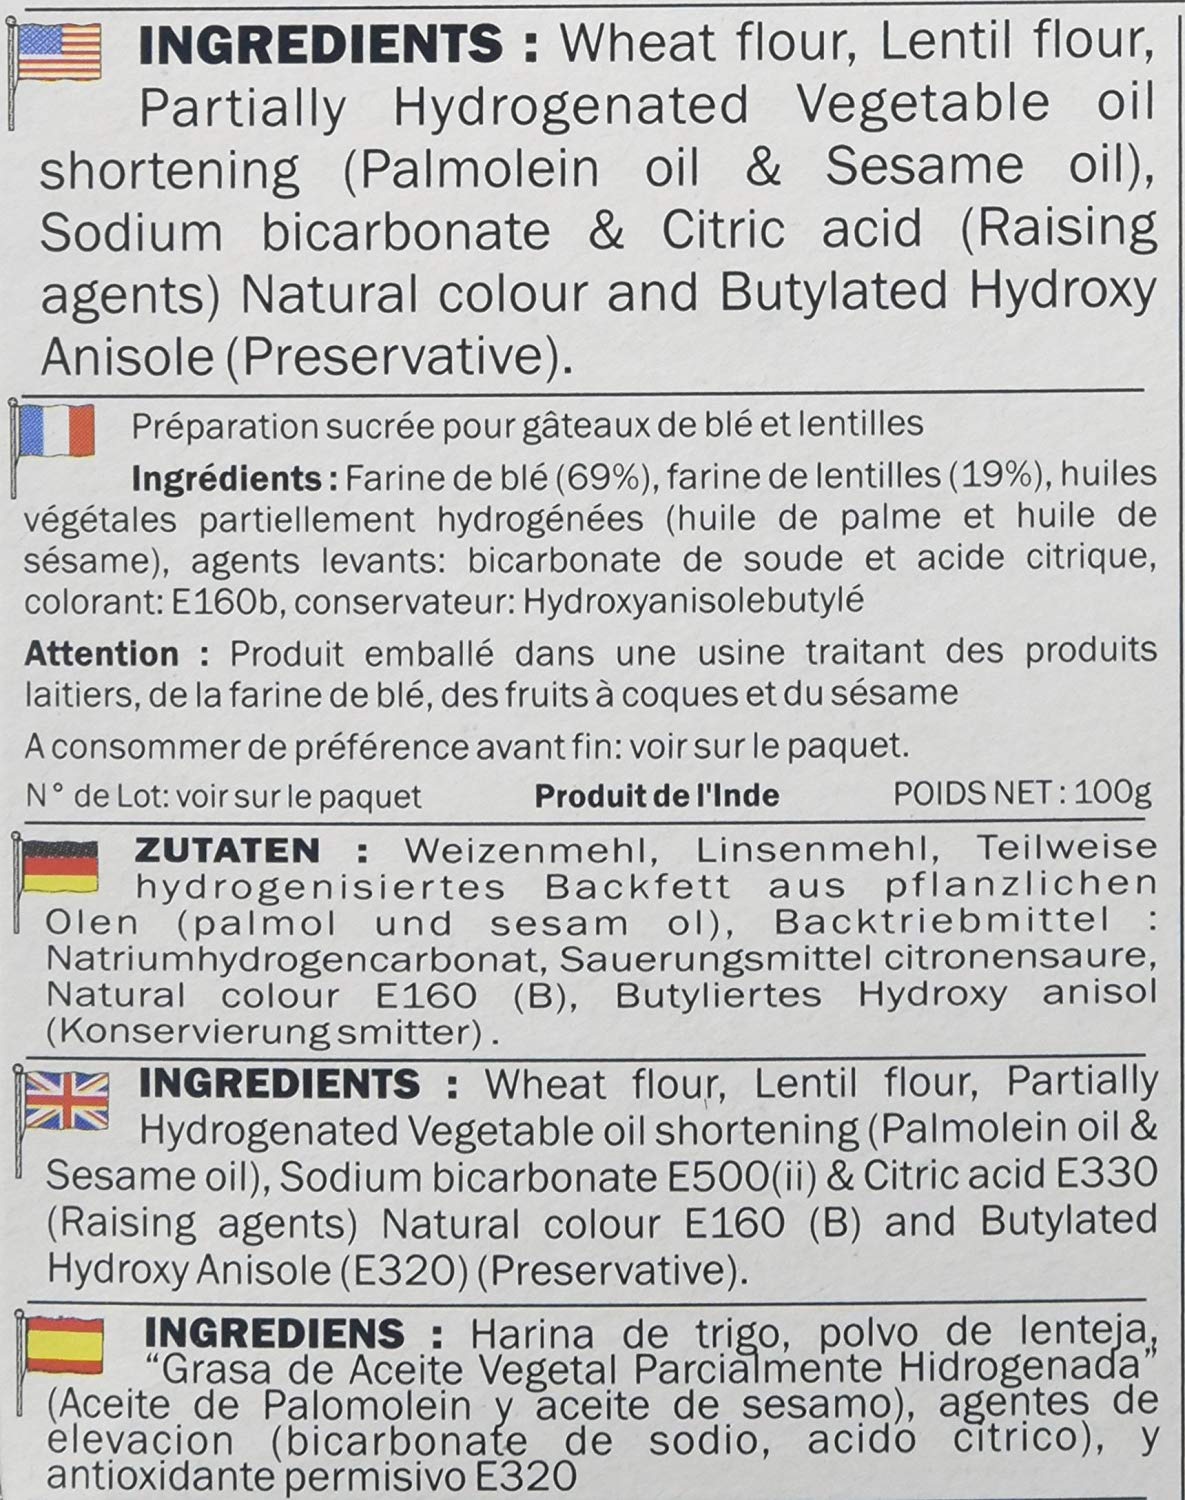 INGREDIENTS : Wheat flour, Lentil flour,
Partially Hydrogenated Vegetable oil
shortening (Palmolein oil & Sesame oil),
Sodium bicarbonate & Citric acid (Raising
agents) Natural colour and Butylated Hydroxy
Anisole (Preservative).
Préparation sucrée pour gâteaux de blé et lentilles
Ingrédients : Farine de blé (69%), farine de lentilles (19%), huiles
végétales partiellement hydrogénées (huile de palme et huile de
sésame), agents levants: bicarbonate de soude et acide citrique,
colorant: E160b, conservateur: Hydroxyanisolebutylé
Attention : Produit emballé dans une usine traitant des produits
laitiers, de la farine de blé, des fruits à coques et du sésame
A consommer de préférence avant fin: voir sur le paquet.
N° de Lot: voir sur le paquet Produit de l'Inde POIDS NET : 100g
ZUTATEN : Weizenmehl, Linsenmehl, Teilweise
hydrogenisiertes Backfett aus pflanzlichen
Olen (palmol und sesam ol), Backtriebmittel :
Natriumhydrogencarbonat, Sauerungsmittel citronensaure,
Natural colour E160 (B), Butyliertes Hydroxy anisol
(Konservierung smitter) .
INGREDIENTS : Wheat flour, Lentil flour, Partially
Hydrogenated Vegetable oil shortening (Palmolein oil &
Sesame oil), Sodium bicarbonate E500(ii) & Citric acid E330
(Raising agents) Natural colour E160 (B) and Butylated
Hydroxy Anisole (E320) (Preservative).
INGREDIENS : Harina de trigo, polvo de lenteja,
“Grasa de Aceite Vegetal Parcialmente Hidrogenada”
(Aceite de Palomolein y aceite de sesamo), agentes de
elevacion (bicarbonate de sodio, acido citrico), y
antioxidante permisivo E320